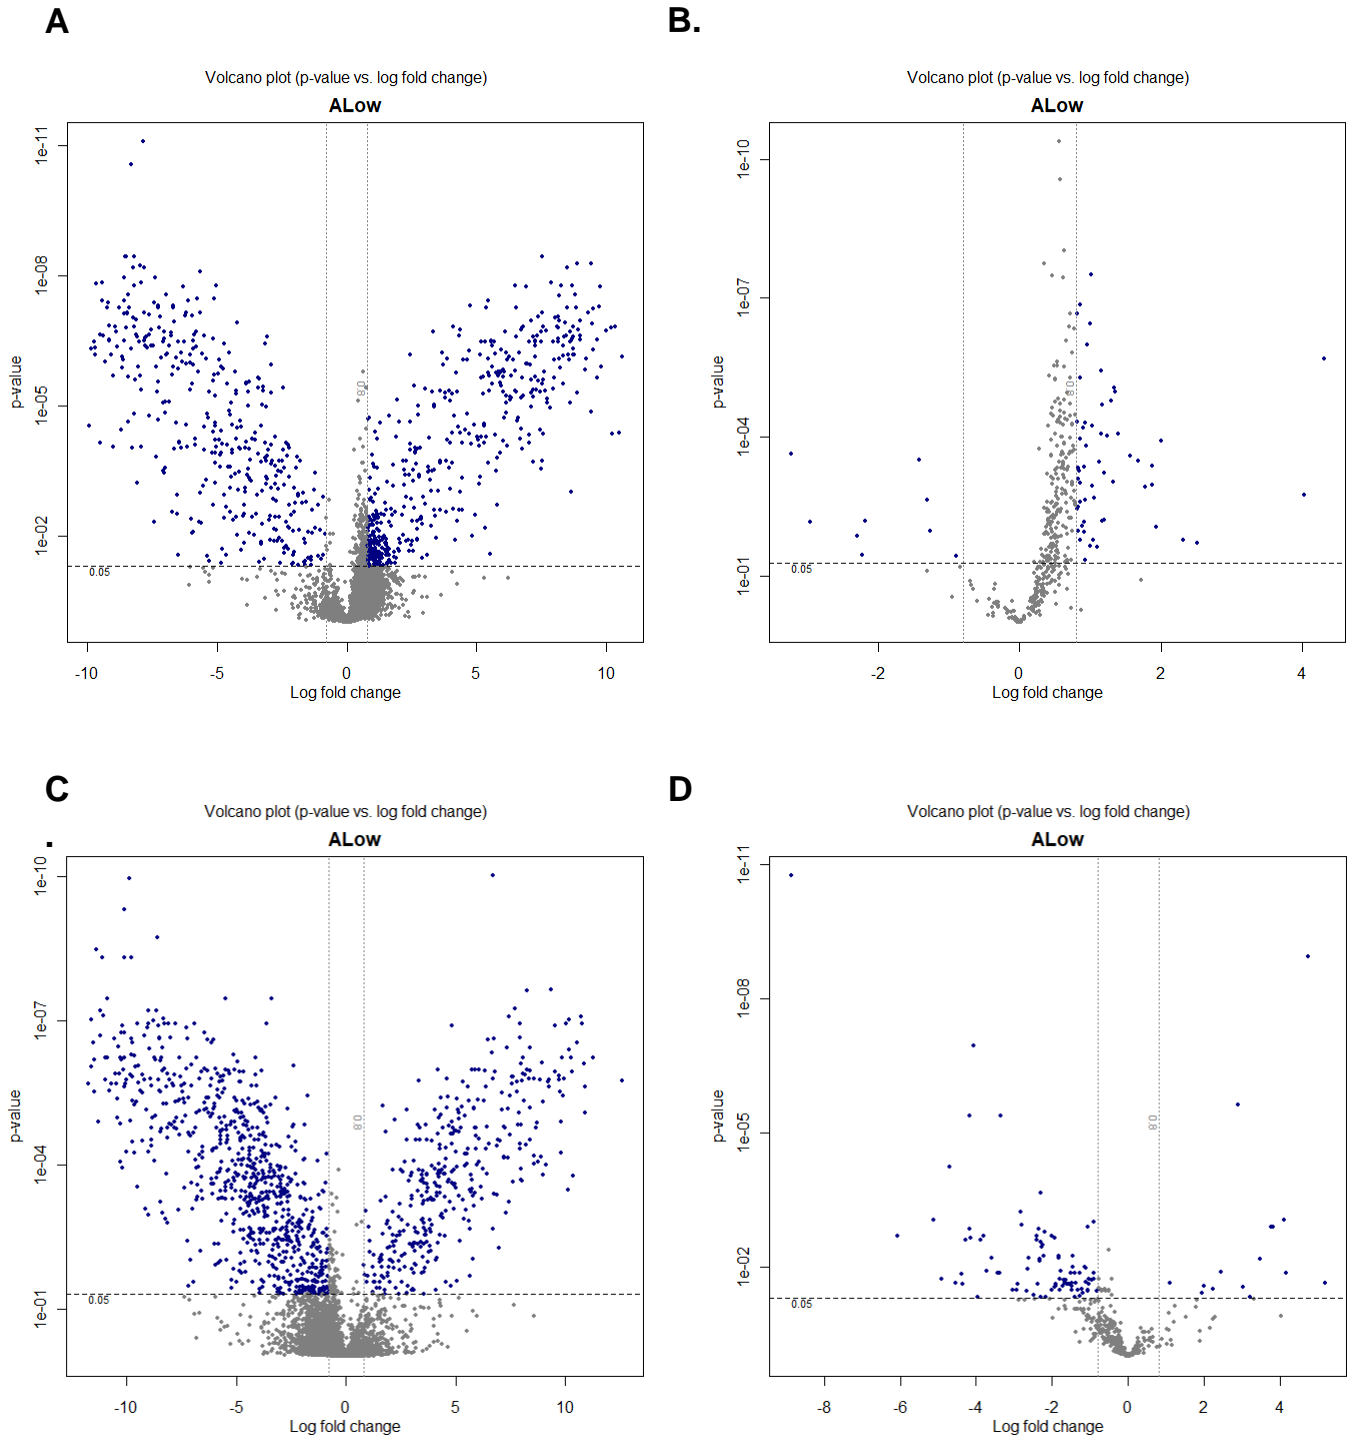 A
Volcano plot (p-value vs. log fold change)
ALow
p-value
1e-11
1e-08
1e-05
1e-02
0.8
0.05
-10 -5 0 5 10
Log fold change
B.
Volcano plot (p-value vs. log fold change)
ALow
p-value
1e-10
1e-07
1e-04
1e-01
0.8
0.05
-2 0 2 4
Log fold change
C
.
Volcano plot (p-value vs. log fold change)
ALow
p-value
1e-10
1e-07
1e-04
1e-01
0.8
0.05
-10 -5 0 5 10
Log fold change
D
Volcano plot (p-value vs. log fold change)
ALow
p-value
1e-11
1e-08
1e-05
1e-02
0.8
0.05
-8 -6 -4 -2 0 2 4
Log fold change